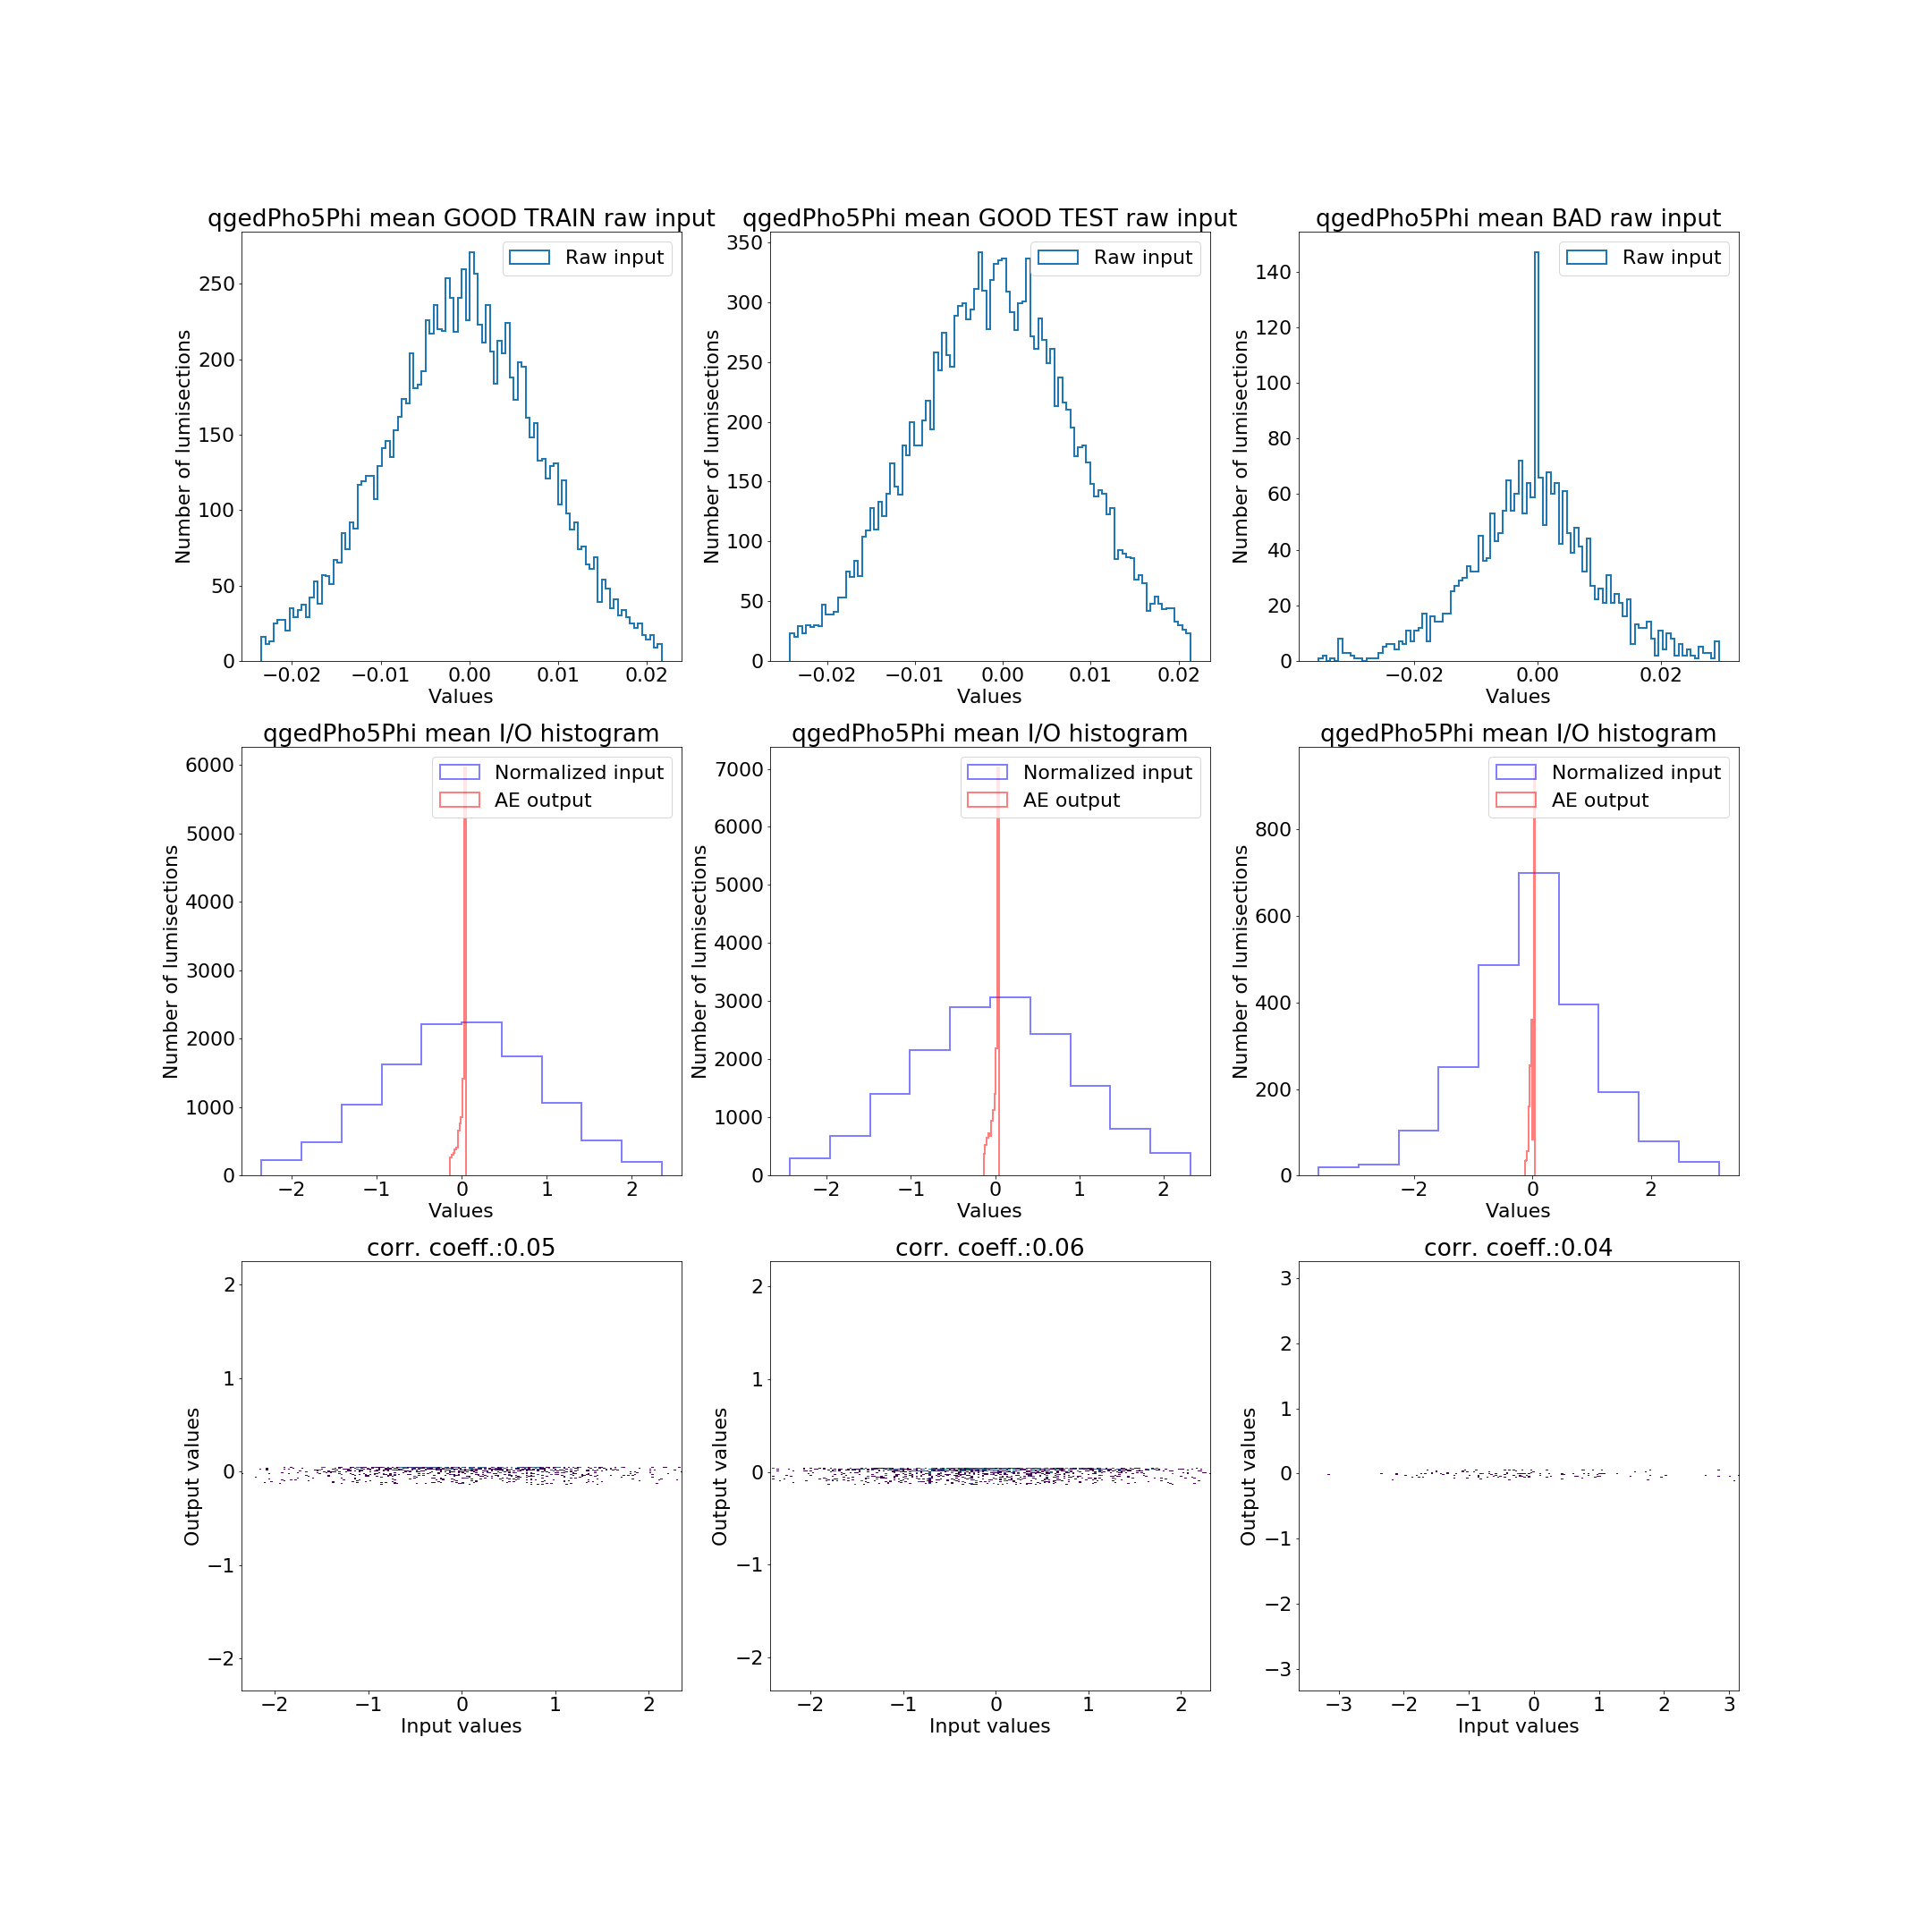 qgedPho5Phi mean GOOD TRAIN raw input
qgedPho5Phi mean GOOD TEST raw input
qgedPho5Phi mean BAD raw input
Raw input
Raw input
Raw input
Number of lumisections
250
200
150
100
50
0
−0.02 −0.01 0.00 0.01 0.02
Values
Number of lumisections
350
300
250
200
150
100
50
0
−0.02 −0.01 0.00 0.01 0.02
Values
Number of lumisections
140
120
100
80
60
40
20
0
−0.02 0.00 0.02
Values
qgedPho5Phi mean I/O histogram
Normalized input
AE output
Number of lumisections
6000
5000
4000
3000
2000
1000
0
−2 −1 0 1 2
Values
qgedPho5Phi mean I/O histogram
Normalized input
AE output
Number of lumisections
7000
6000
5000
4000
3000
2000
1000
0
−2 −1 0 1 2
Values
qgedPho5Phi mean I/O histogram
Normalized input
AE output
Number of lumisections
800
600
400
200
0
−2 0 2
Values
corr. coeff.:0.05
Output values
2
1
0
−1
−2
−2 −1 0 1 2
Input values
corr. coeff.:0.06
Output values
2
1
0
−1
−2
−2 −1 0 1 2
Input values
corr. coeff.:0.04
Output values
3
2
1
0
−1
−2
−3
−3 −2 −1 0 1 2 3
Input values